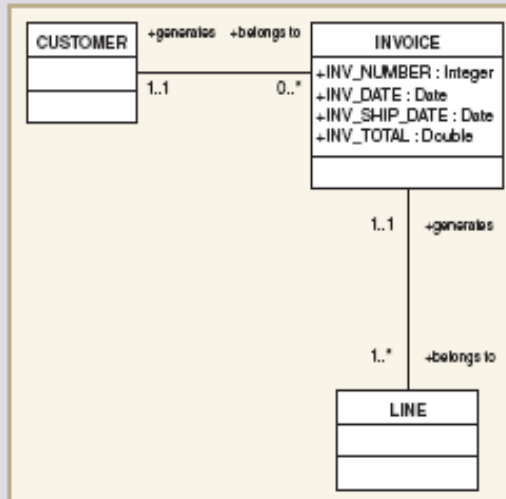 CUSTOMER
+generates
+belongs to
1..1
0..*
INVOICE
+INV_NUMBER : Integer
+INV_DATE : Date
+INV_SHIP_DATE : Date
+INV_TOTAL : Double
1..1
+generates
1..*
+belongs to
LINE